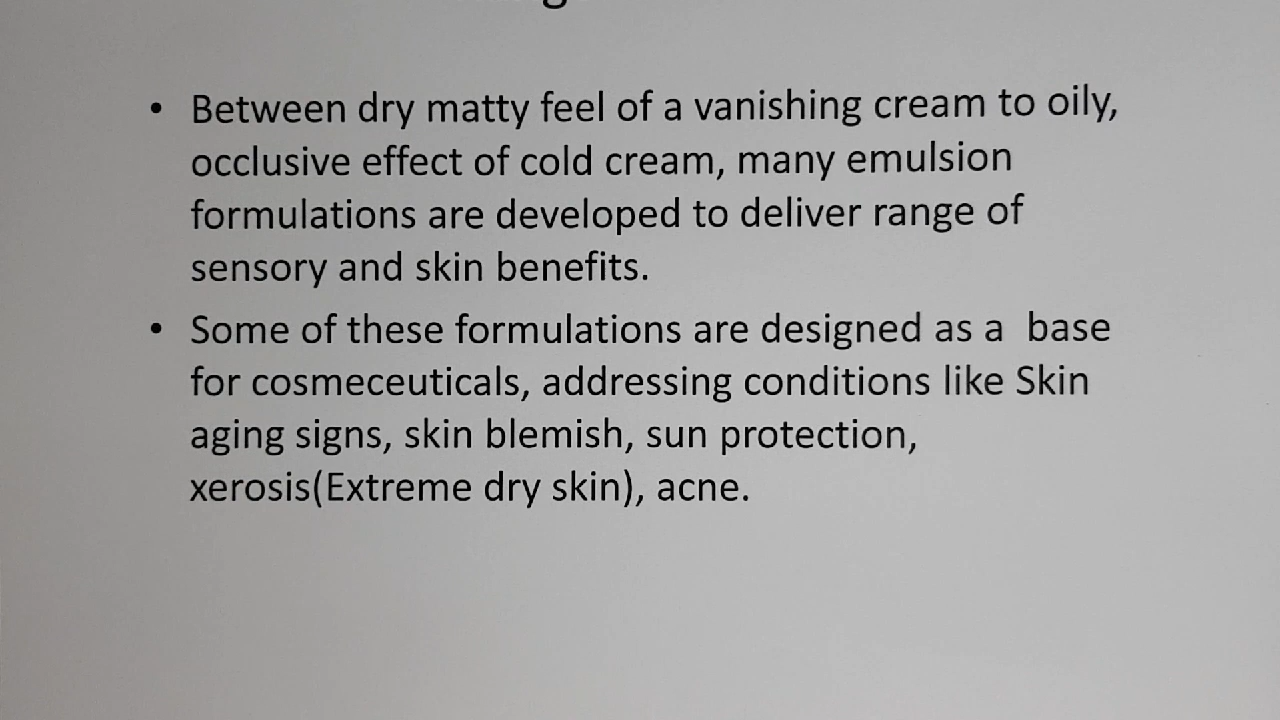 • Between dry matty feel of a vanishing cream to oily,
occlusive effect of cold cream, many emulsion
formulations are developed to deliver range of
sensory and skin benefits.
• Some of these formulations are designed as a  base
for cosmeceuticals, addressing conditions like Skin
aging signs, skin blemish, sun protection,
xerosis(Extreme dry skin), acne.